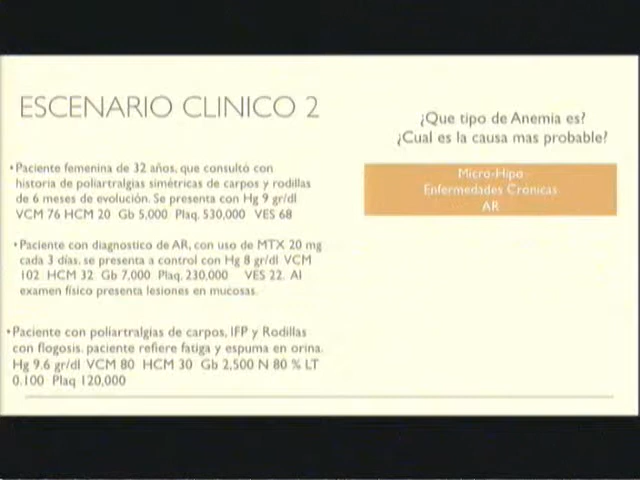 ESCENARIO CLINICO 2
¿Que tipo de Anemia es?
¿Cual es la causa mas probable?
Micro-Hipo -
Enfermedades Crónicas
AR
• Paciente femenina de 32 años, que consultó con
historia de poliartralgias simétricas de carpos y rodillas
de 6 meses de evolución. Se presenta con Hg 9 gr/dl
VCM 76 HCM 20 Gb 5,000 Plaq. 530,000 VES 68
• Paciente con diagnostico de AR, con uso de MTX 20 mg
cada 3 días, se presenta a control con Hg 8 gr/dl VCM
102 HCM 32 Gb 7,000 Plaq. 230,000 VES 22. Al
examen físico presenta lesiones en mucosas.
• Paciente con poliartralgias de carpos, IFP y Rodillas
con flogosis, paciente refiere fatiga y espuma en orina.
Hg 9.6 gr/dl VCM 80 HCM 30 Gb 2,500 N 80 % LT
0.100 Plaq 120,000